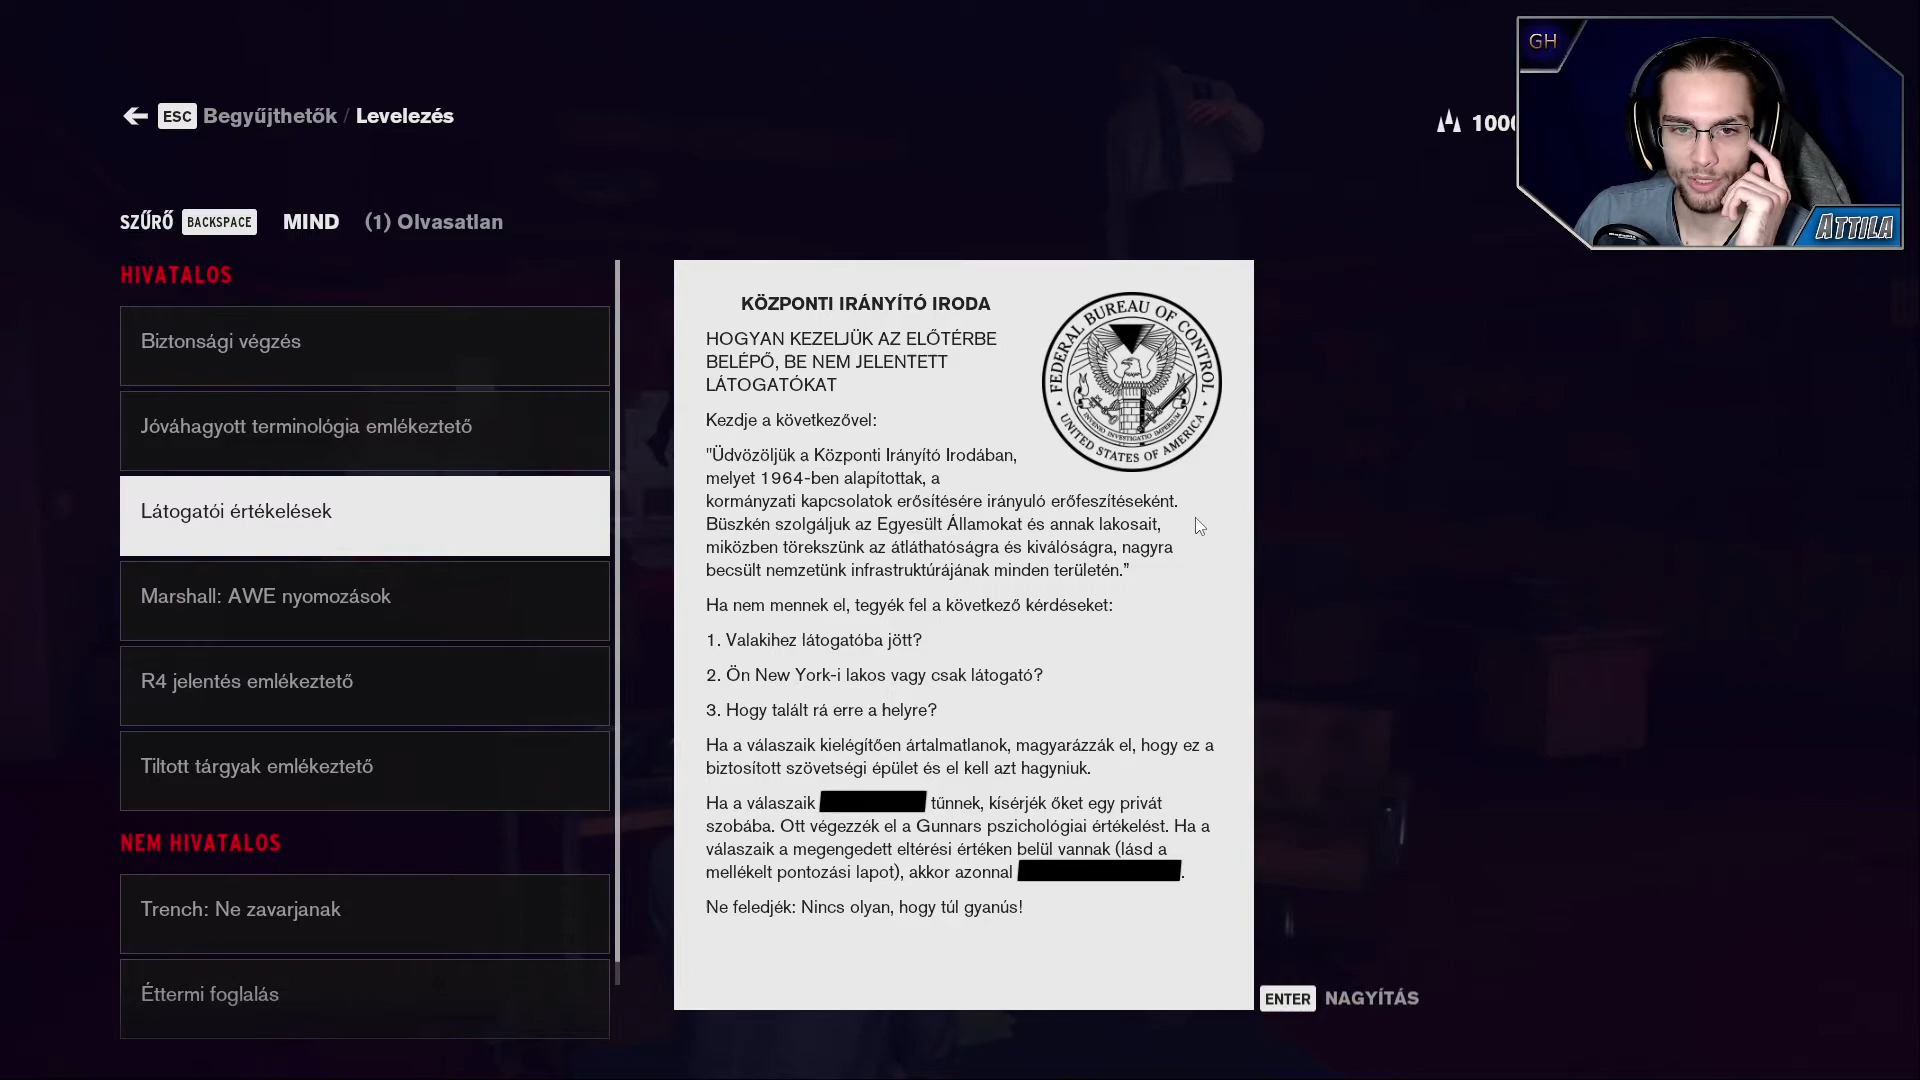 ESC Begyűjthetők / Levelezés
1000
GH
ATTILA
SZŰRŐ BACKSPACE MIND (1) Olvasatlan
HIVATALOS
Biztonsági végzés
Jóváhagyott terminológia emlékeztető
Látogatói értékelések
Marshall: AWE nyomozások
R4 jelentés emlékeztető
Tiltott tárgyak emlékeztető
NEM HIVATALOS
Trench: Ne zavarjanak
Éttermi foglalás
KÖZPONTI IRÁNYÍTÓ IRODA
HOGYAN KEZELJÜK AZ ELŐTÉRBE
BELÉPŐ, BE NEM JELENTETT
LÁTOGATÓKAT
FEDERAL BUREAU OF CONTROL
INVENIO INVESTIGATIO IMPERIUM
UNITED STATES OF AMERICA
Kezdje a következővel:
"Üdvözöljük a Központi Irányító Irodában,
melyet 1964-ben alapítottak, a
kormányzati kapcsolatok erősítésére irányuló erőfeszítéseként.
Büszkén szolgáljuk az Egyesült Államokat és annak lakosait,
miközben törekszünk az átláthatóságra és kiválóságra, nagyra
becsült nemzetünk infrastruktúrájának minden területén.”
Ha nem mennek el, tegyék fel a következő kérdéseket:
1. Valakihez látogatóba jött?
2. Ön New York-i lakos vagy csak látogató?
3. Hogy talált rá erre a helyre?
Ha a válaszaik kielégítően ártalmatlanok, magyarázzák el, hogy ez a
biztosított szövetségi épület és el kell azt hagyniuk.
Ha a válaszaik tűnnek, kísérjék őket egy privát
szobába. Ott végezzék el a Gunnars pszichológiai értékelést. Ha a
válaszaik a megengedett eltérési értéken belül vannak (lásd a
mellékelt pontozási lapot), akkor azonnal .
Ne feledjék: Nincs olyan, hogy túl gyanús!
ENTER NAGYÍTÁS